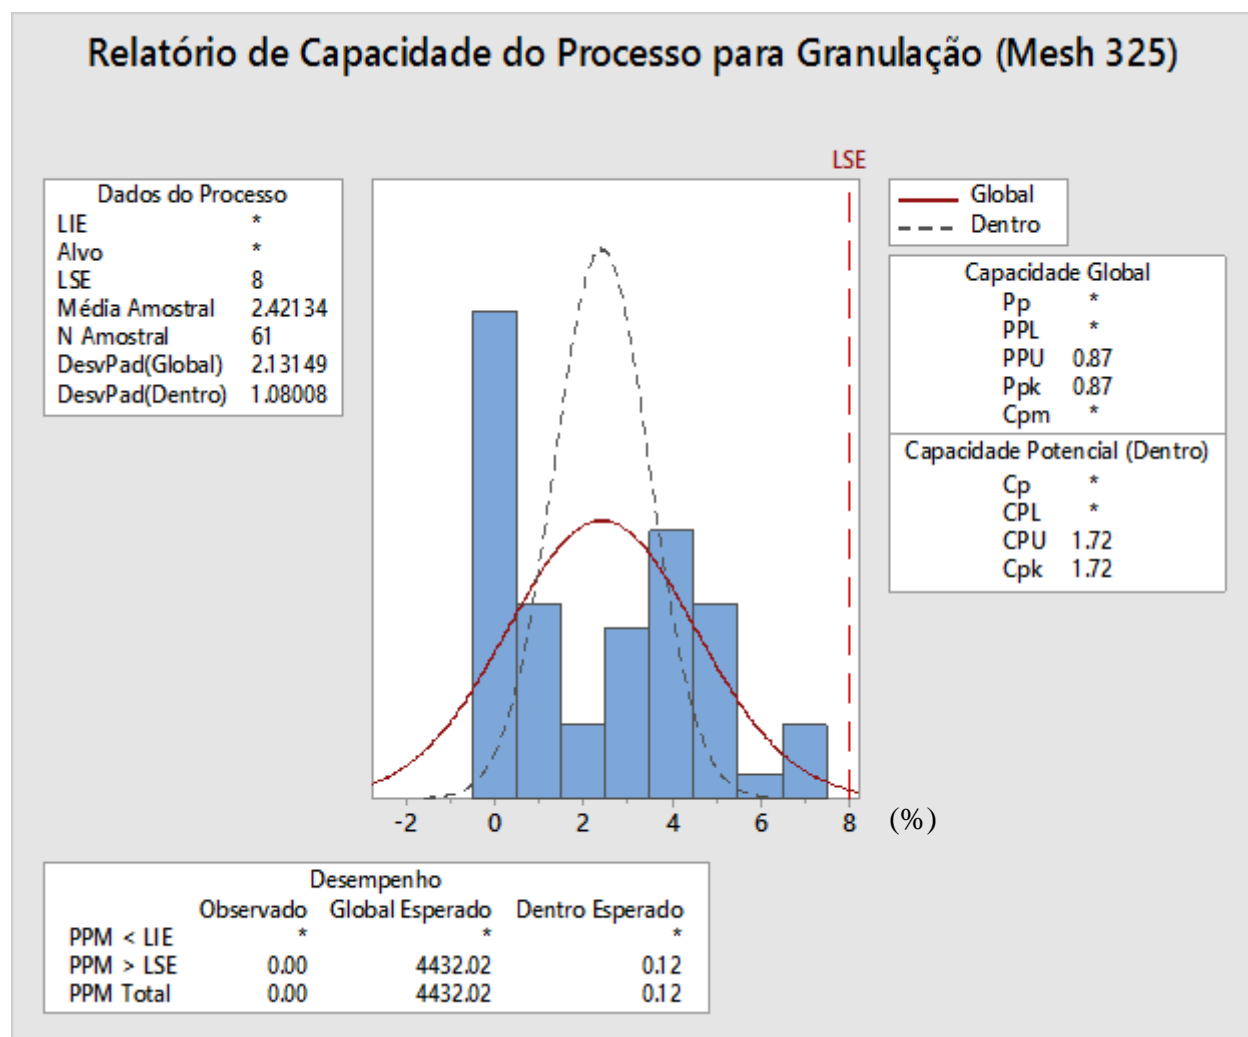 Relatório de Capacidade do Processo para Granulação (Mesh 325)
LSE
Dados do Processo
LIE *
Alvo *
LSE 8
Média Amostral 2.42134
N Amostral 61
DesvPad(Global) 2.13149
DesvPad(Dentro) 1.08008
Global
Dentro
Capacidade Global
Pp *
PPL *
PPU 0.87
Ppk 0.87
Cpm *
Capacidade Potencial (Dentro)
Cp *
CPL *
CPU 1.72
Cpk 1.72
-2 0 2 4 6 8 (%)
Desempenho
Observado Global Esperado Dentro Esperado
PPM < LIE * * *
PPM > LSE 0.00 4432.02 0.12
PPM Total 0.00 4432.02 0.12